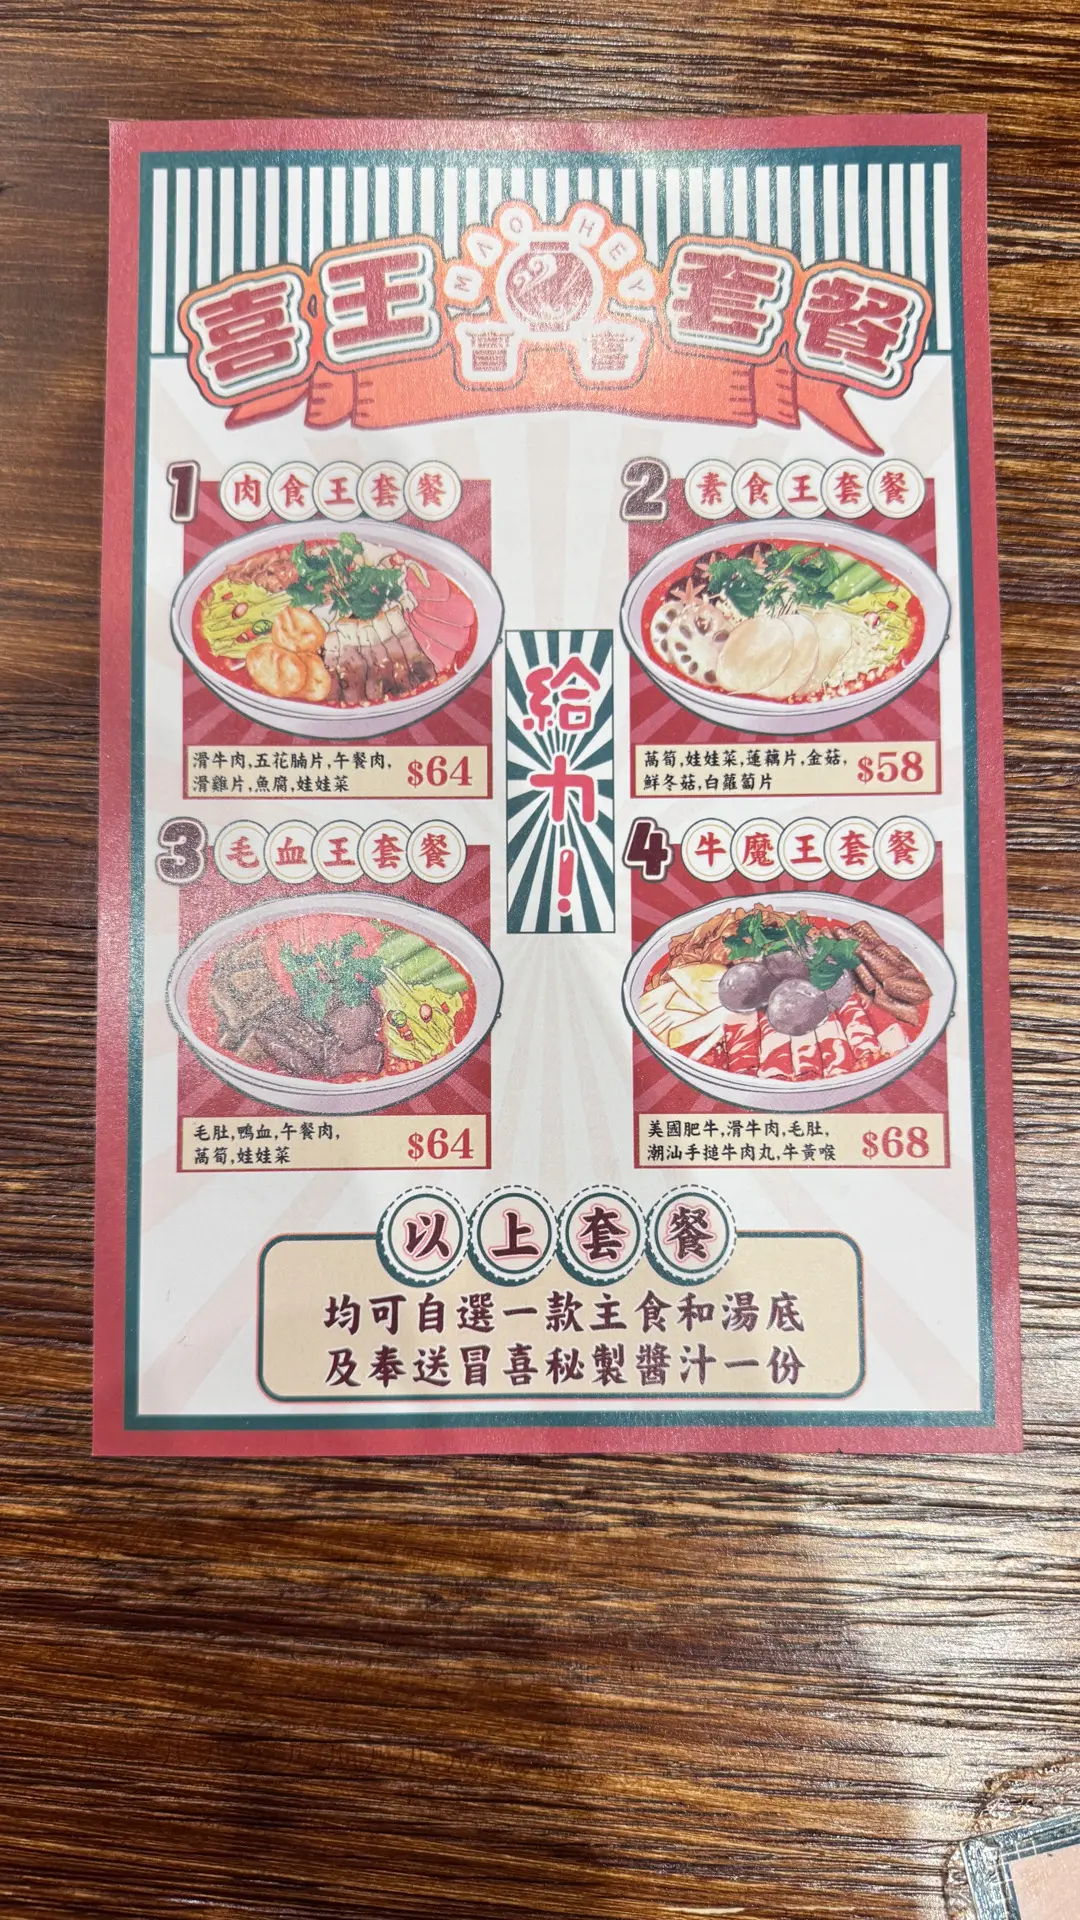 MAO HEY
喜王套餐
冒喜
1 肉食王套餐
滑牛肉,五花腩片,午餐肉,
滑雞片,魚腐,娃娃菜
$64
2 素食王套餐
萵筍,娃娃菜,蓮藕片,金菇,
鮮冬菇,白蘿蔔片
$58
給力!
3 毛血王套餐
毛肚,鴨血,午餐肉,
萵筍,娃娃菜
$64
4 牛魔王套餐
美國肥牛,滑牛肉,毛肚,
潮汕手搥牛肉丸,牛黃喉
$68
以上套餐
均可自選一款主食和湯底
及奉送冒喜秘製醬汁一份